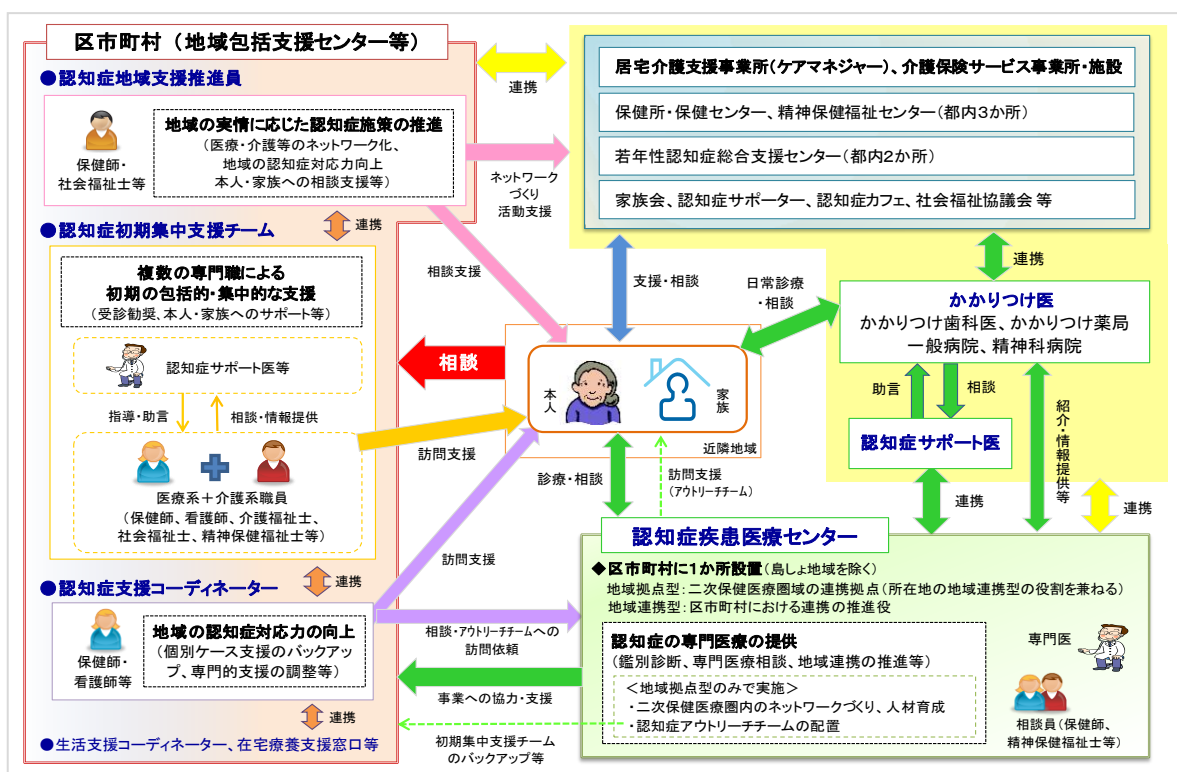 区市町村（地域包括支援センター等）
●認知症地域支援推進員
保健師・
社会福祉士等
地域の実情に応じた認知症施策の推進
（医療・介護等のネットワーク化、
地域の認知症対応力向上
本人・家族への相談支援等）
連携
●認知症初期集中支援チーム
複数の専門職による
初期の包括的・集中的な支援
（受診勧奨、本人・家族へのサポート等）
認知症サポート医等
指導・助言
相談・情報提供
医療系＋介護系職員
（保健師、看護師、介護福祉士、
社会福祉士、精神保健福祉士等）
連携
●認知症支援コーディネーター
保健師・
看護師等
地域の認知症対応力の向上
（個別ケース支援のバックアッ
プ、専門的支援の調整等）
連携
●生活支援コーディネーター、在宅療養支援窓口等
連携
ネットワーク
づくり
活動支援
相談支援
相談
訪問支援
訪問支援
相談・アウトリーチチームへの
訪問依頼
事業への協力・支援
初期集中支援チーム
のバックアップ等
居宅介護支援事業所（ケアマネジャー）、介護保険サービス事業所・施設
保健所・保健センター、精神保健福祉センター（都内３か所）
若年性認知症総合支援センター（都内２か所）
家族会、認知症サポーター、認知症カフェ、社会福祉協議会 等
支援・相談
日常診療
・相談
連携
本人
家族
近隣地域
診療・相談
訪問支援
（アウトリーチチーム）
かかりつけ医
かかりつけ歯科医、かかりつけ薬局
一般病院、精神科病院
助言
相談
認知症サポート医
紹介・情報提供等
連携
連携
認知症疾患医療センター
◆区市町村に１か所設置（島しょ地域を除く）
地域拠点型：二次保健医療圏域の連携拠点（所在地の地域連携型の役割を兼ねる）
地域連携型：区市町村における連携の推進役
認知症の専門医療の提供
（鑑別診断、専門医療相談、地域連携の推進等）
＜地域拠点型のみで実施＞
・二次保健医療圏内のネットワークづくり、人材育成
・認知症アウトリーチチームの配置
専門医
相談員（保健師、
精神保健福祉士等）